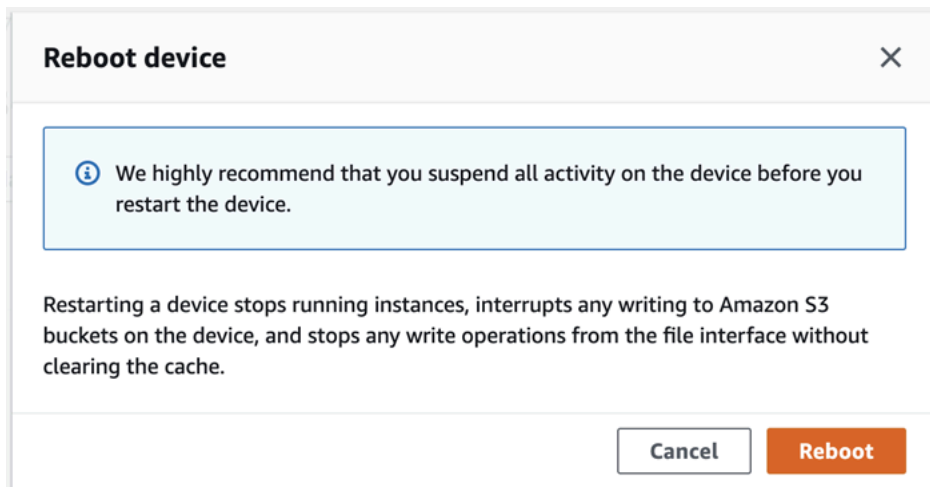 Reboot device
We highly recommend that you suspend all activity on the device before you
restart the device.
Restarting a device stops running instances, interrupts any writing to Amazon S3
buckets on the device, and stops any write operations from the file interface without
clearing the cache.
Cancel Reboot